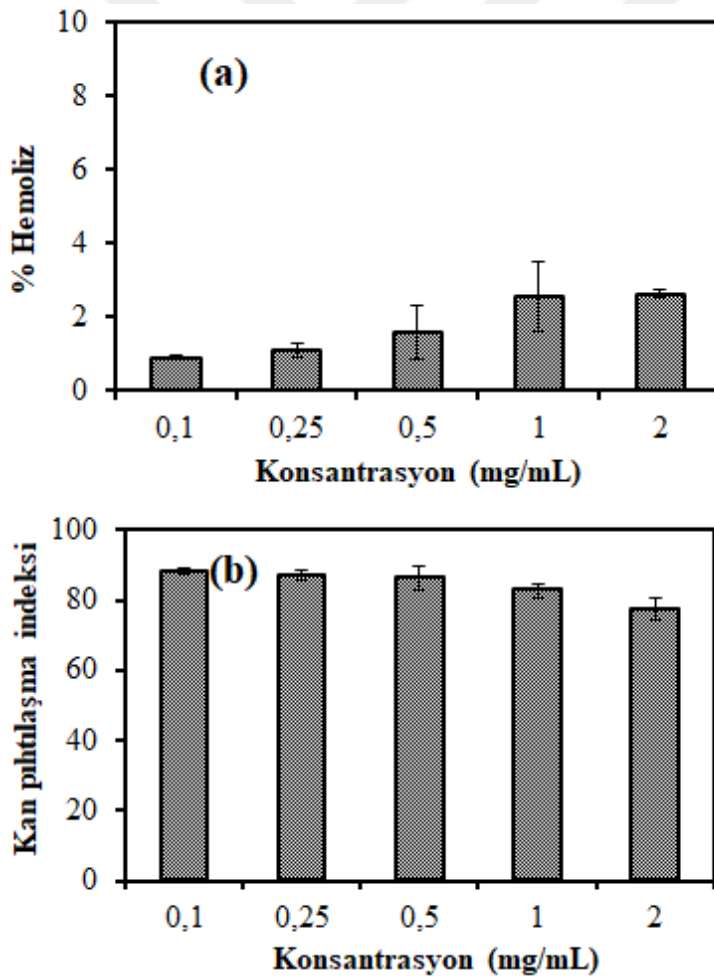 (a)
% Hemoliz
10
8
6
4
2
0
0,1 0,25 0,5 1 2
Konsantrasyon (mg/mL)
(b)
Kan pıhtılaşma indeksi
100
80
60
40
20
0
0,1 0,25 0,5 1 2
Konsantrasyon (mg/mL)